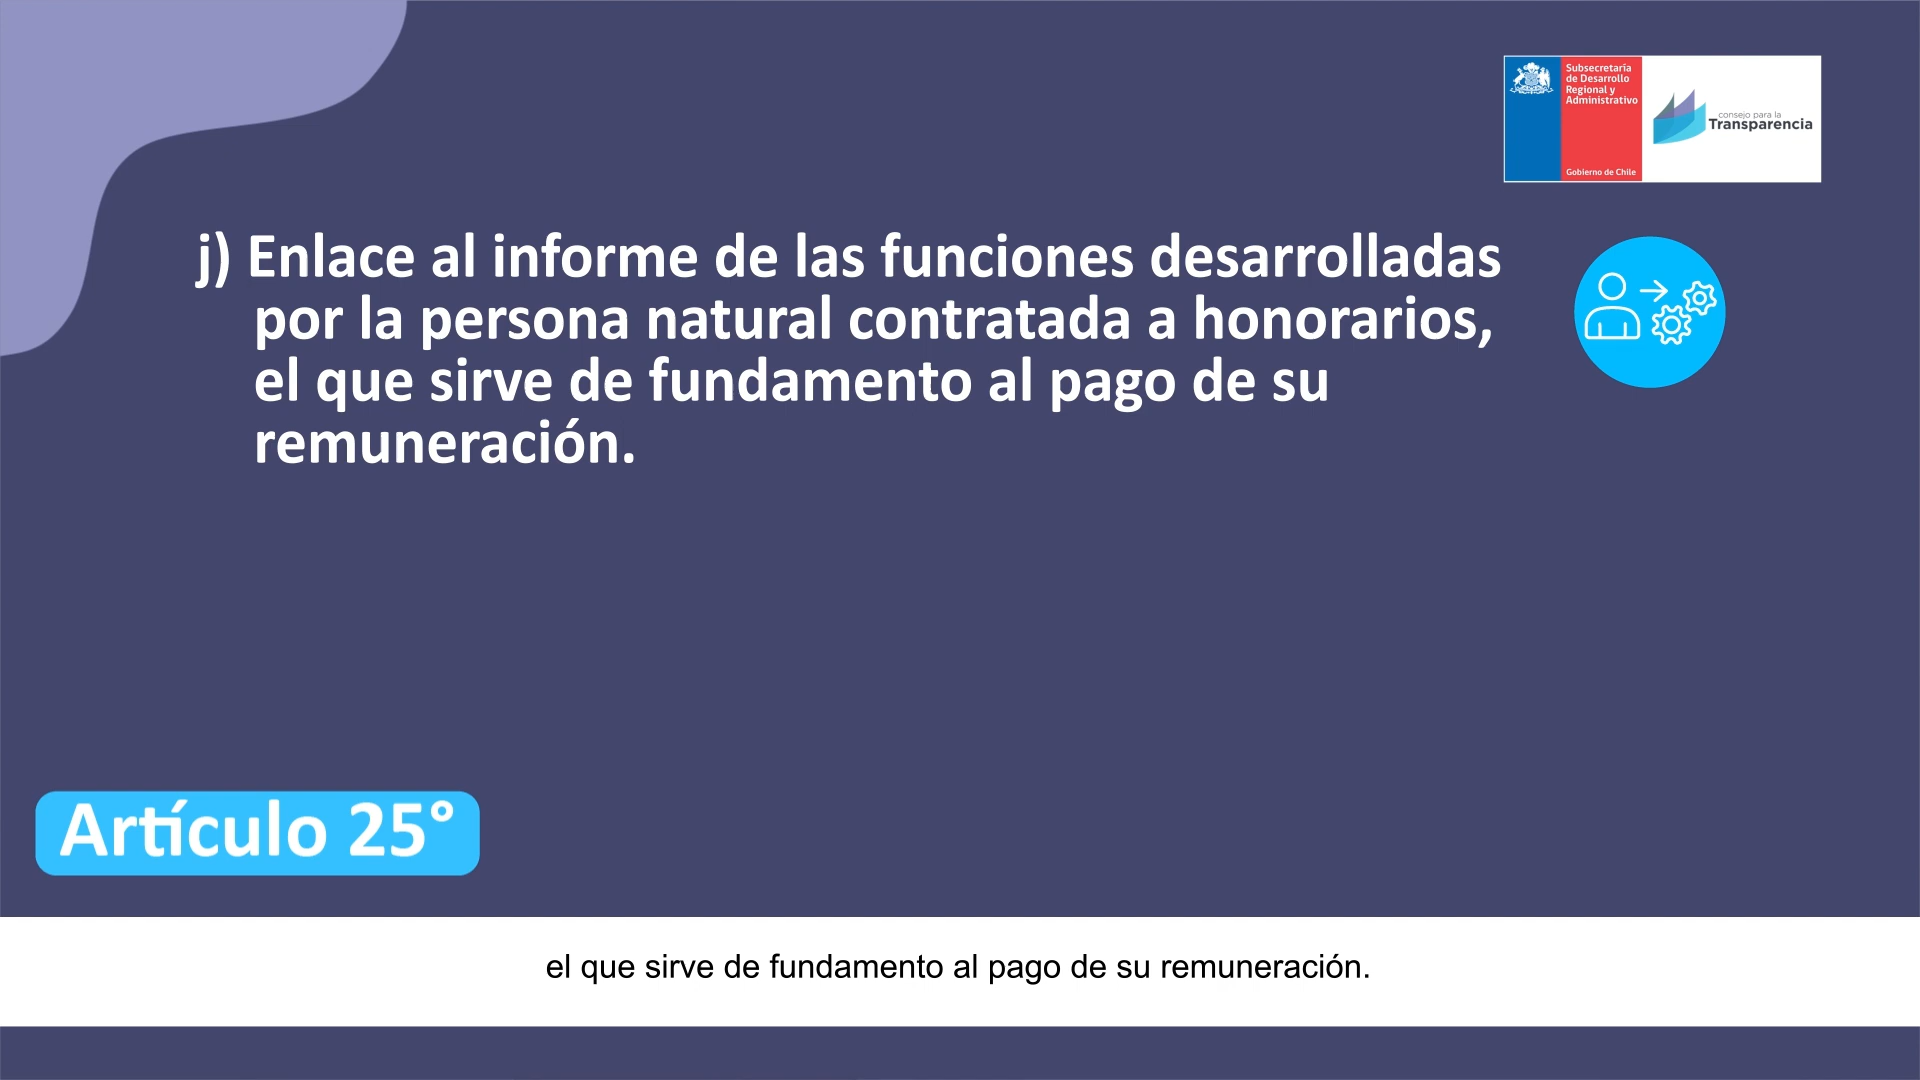 Subsecretaría
de Desarrollo
Regional y
Administrativo
Gobierno de Chile
consejo para la
Transparencia
j) Enlace al informe de las funciones desarrolladas
por la persona natural contratada a honorarios,
el que sirve de fundamento al pago de su
remuneración.
Artículo 25°
el que sirve de fundamento al pago de su remuneración.